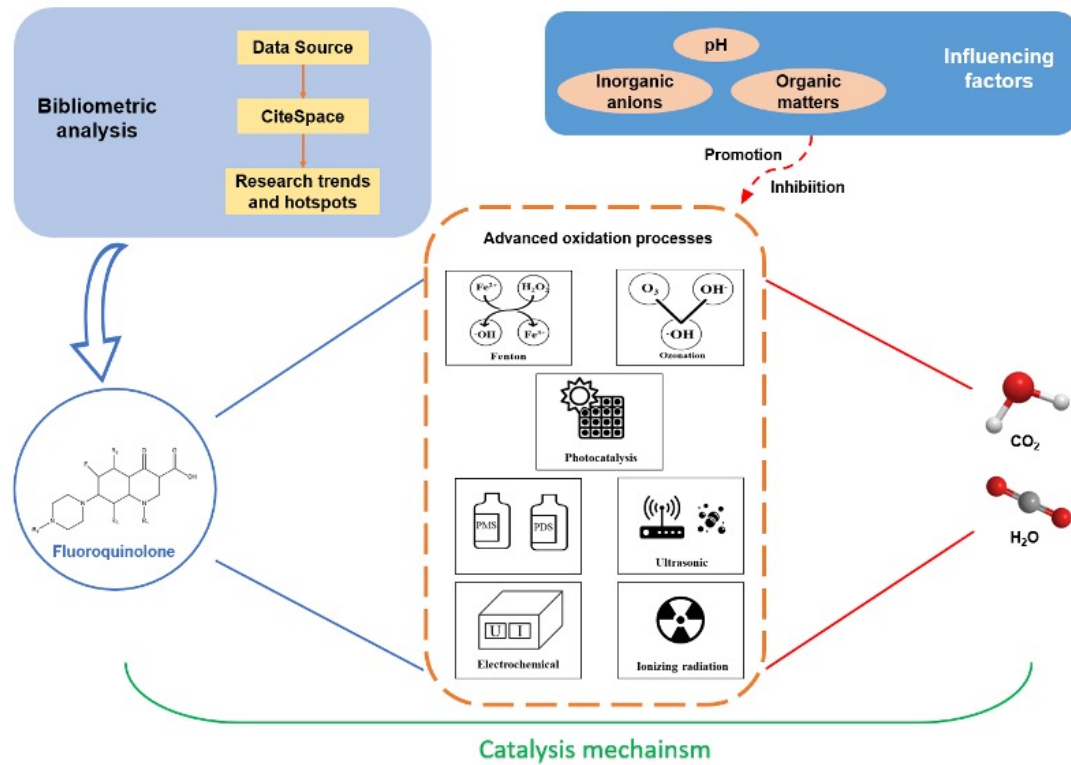 Bibliometric
analysis
Data Source
CiteSpace
Research trends
and hotspots
pH
Inorganic
anions
Organic
matters
Influencing
factors
Promotion
Inhibiition
Advanced oxidation processes
Fe²⁺
H₂O₂
·OH
Fenton
O₃
OH⁻
·OH
Ozonation
Photocatalysis
PMS
PDS
Ultrasonic
U I
Electrochemical
Ionizing radiation
F
O
O
OH
N
N
Fluoroquinolone
CO₂
H₂O
Catalysis mechainsm